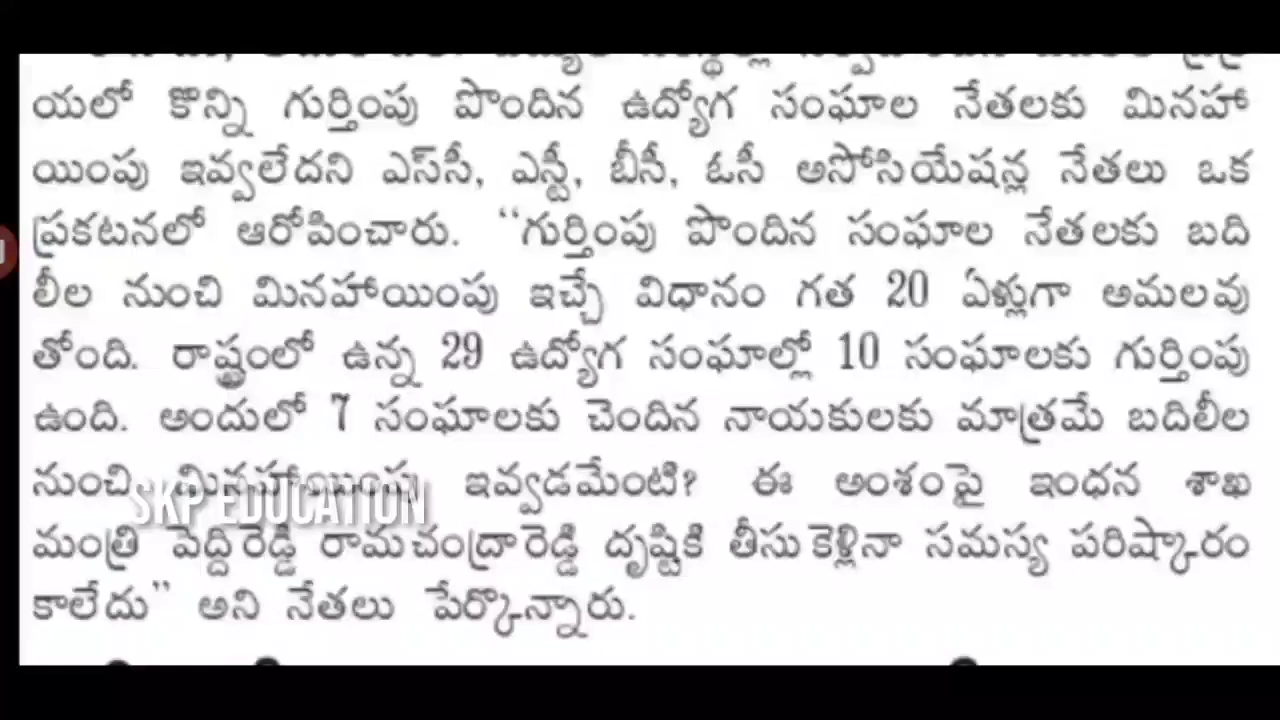 యలో కొన్ని గుర్తింపు పొందిన ఉద్యోగ సంఘాల నేతలకు మినహా
యింపు ఇవ్వలేదని ఎస్‌సీ, ఎస్టీ, బీసీ, ఓసీ అసోసియేషన్ల నేతలు ఒక
ప్రకటనలో ఆరోపించారు. ‘‘గుర్తింపు పొందిన సంఘాల నేతలకు బది
లీల నుంచి మినహాయింపు ఇచ్చే విధానం గత 20 ఏళ్లుగా అమలవు
తోంది. రాష్ట్రంలో ఉన్న 29 ఉద్యోగ సంఘాల్లో 10 సంఘాలకు గుర్తింపు
ఉంది. అందులో 7 సంఘాలకు చెందిన నాయకులకు మాత్రమే బదిలీల
నుంచి మినహాయింపు ఇవ్వడమేంటి? ఈ అంశంపై ఇంధన శాఖ
SKP EDUCATION
మంత్రి పెద్దిరెడ్డి రామచంద్రారెడ్డి దృష్టికి తీసుకెళ్లినా సమస్య పరిష్కారం
కాలేదు’’ అని నేతలు పేర్కొన్నారు.